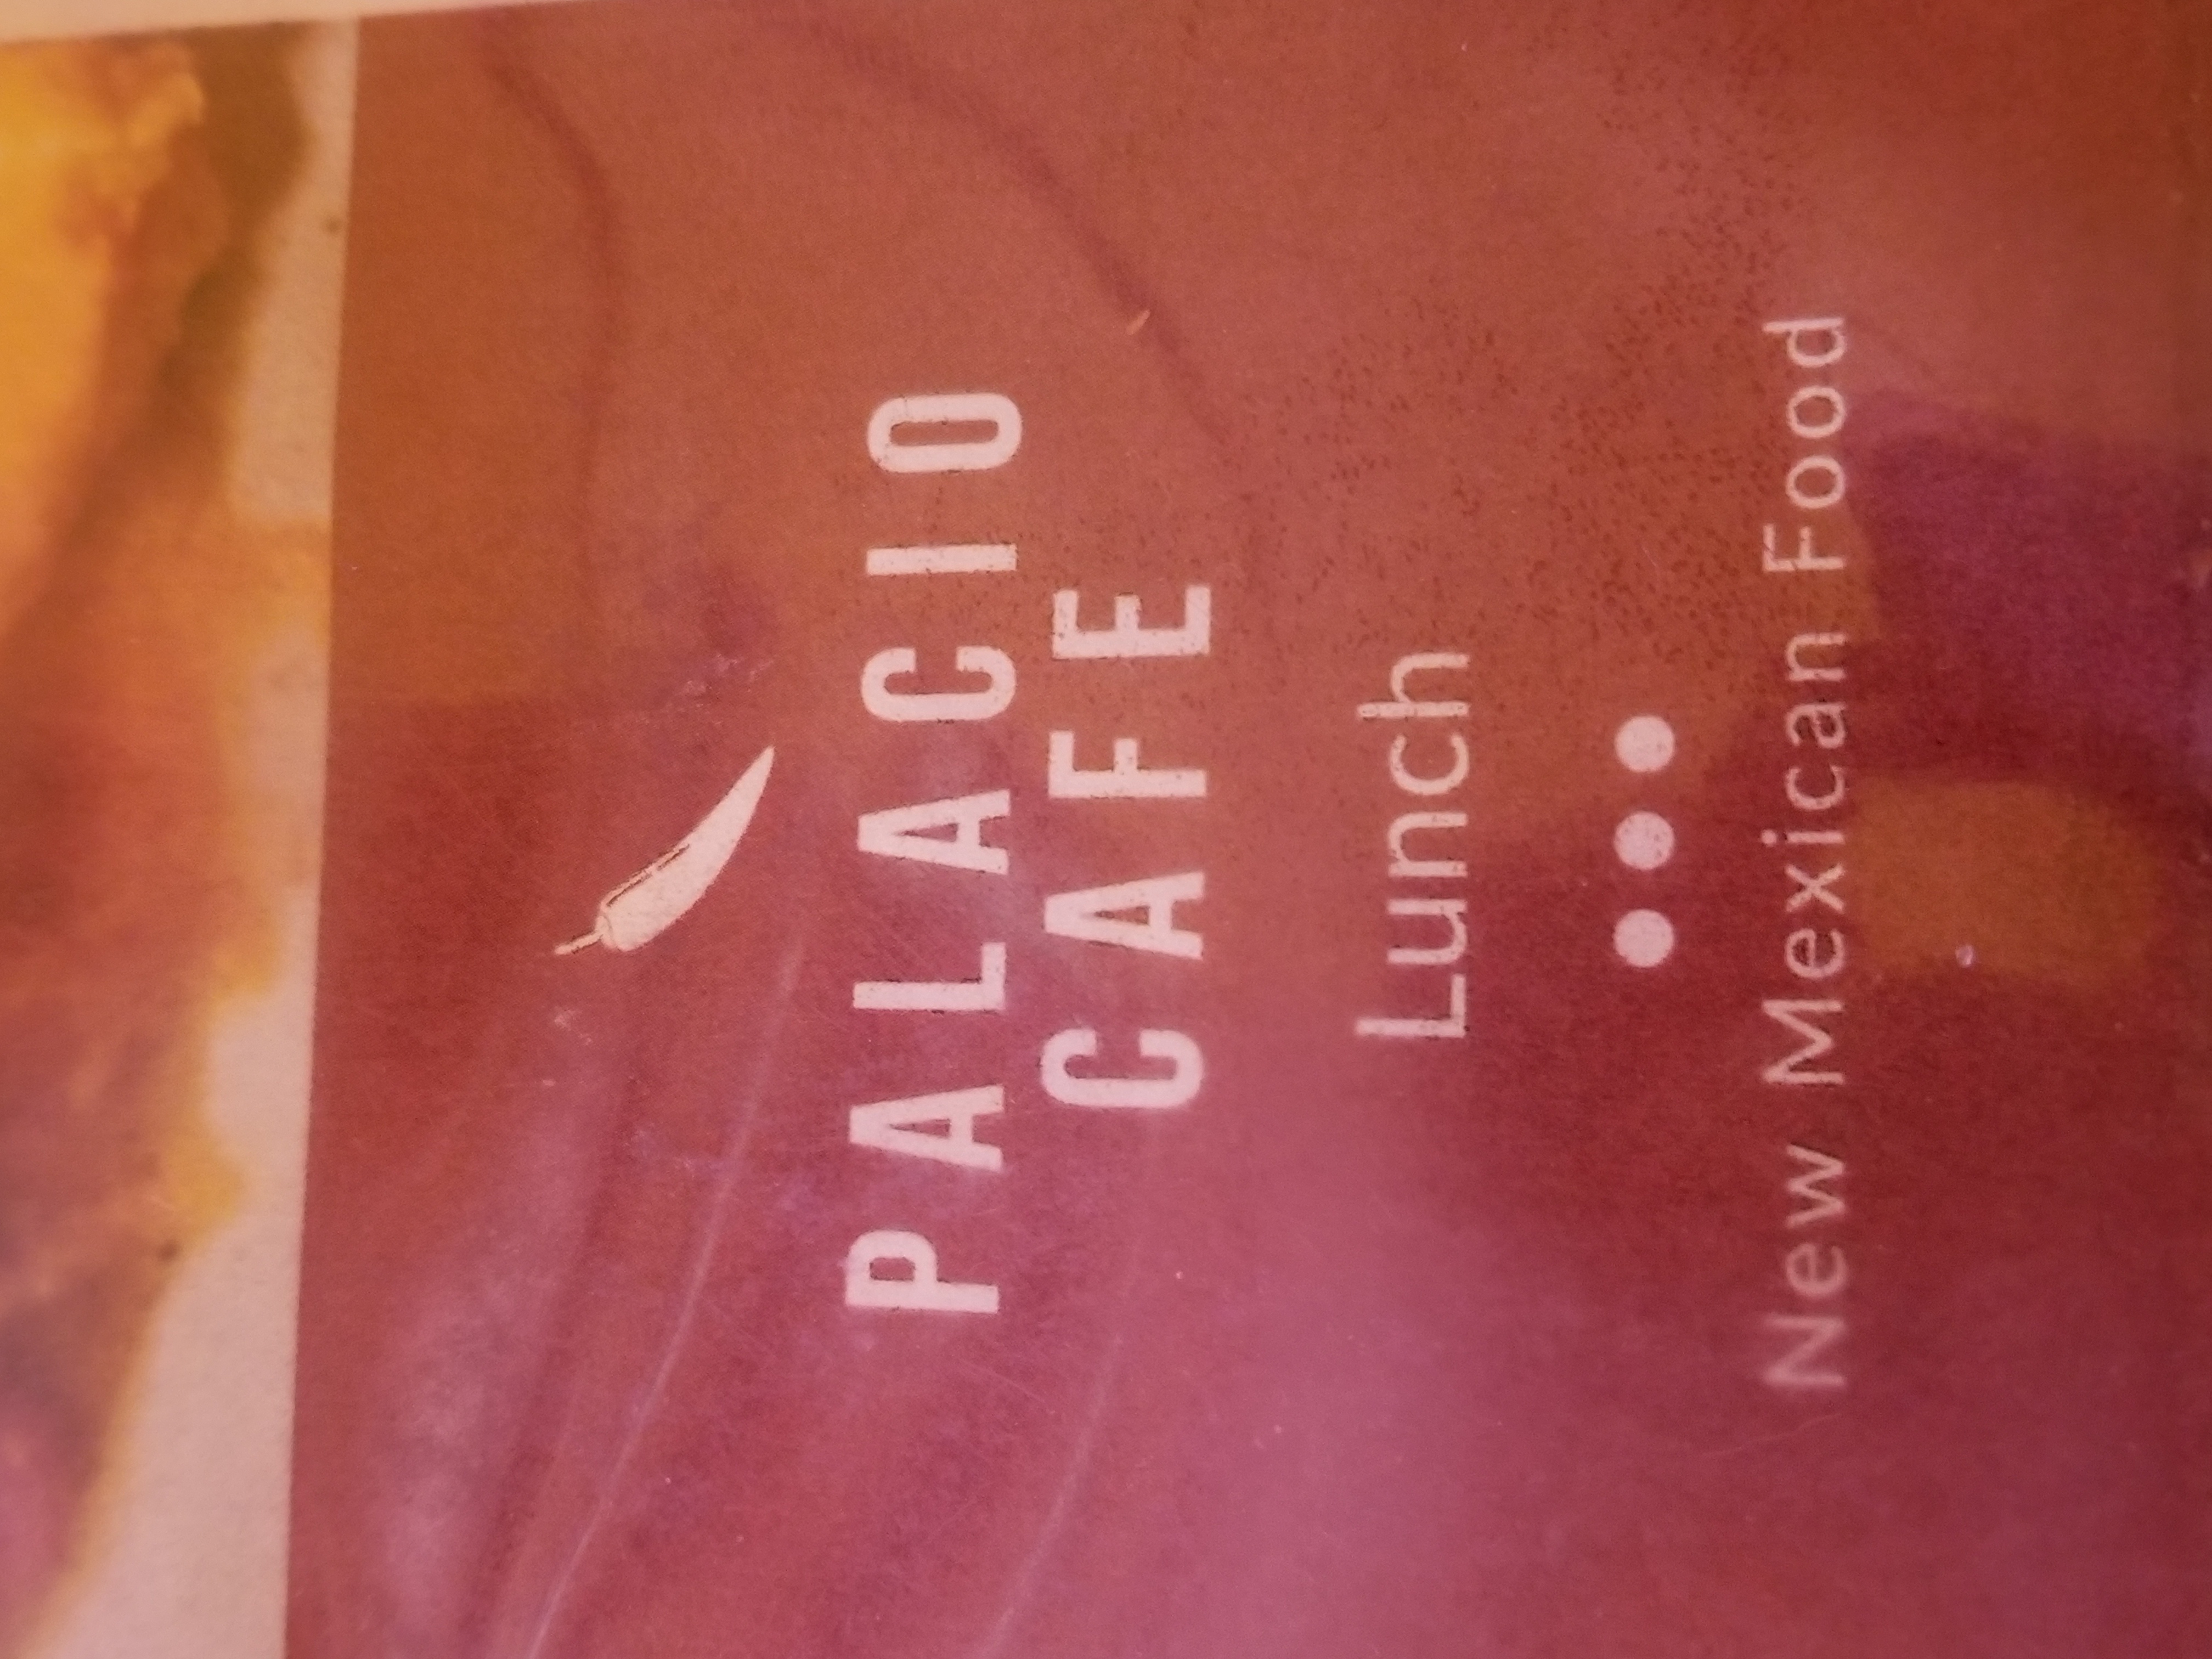 PALACIO
CAFE
Lunch
New Mexican Food